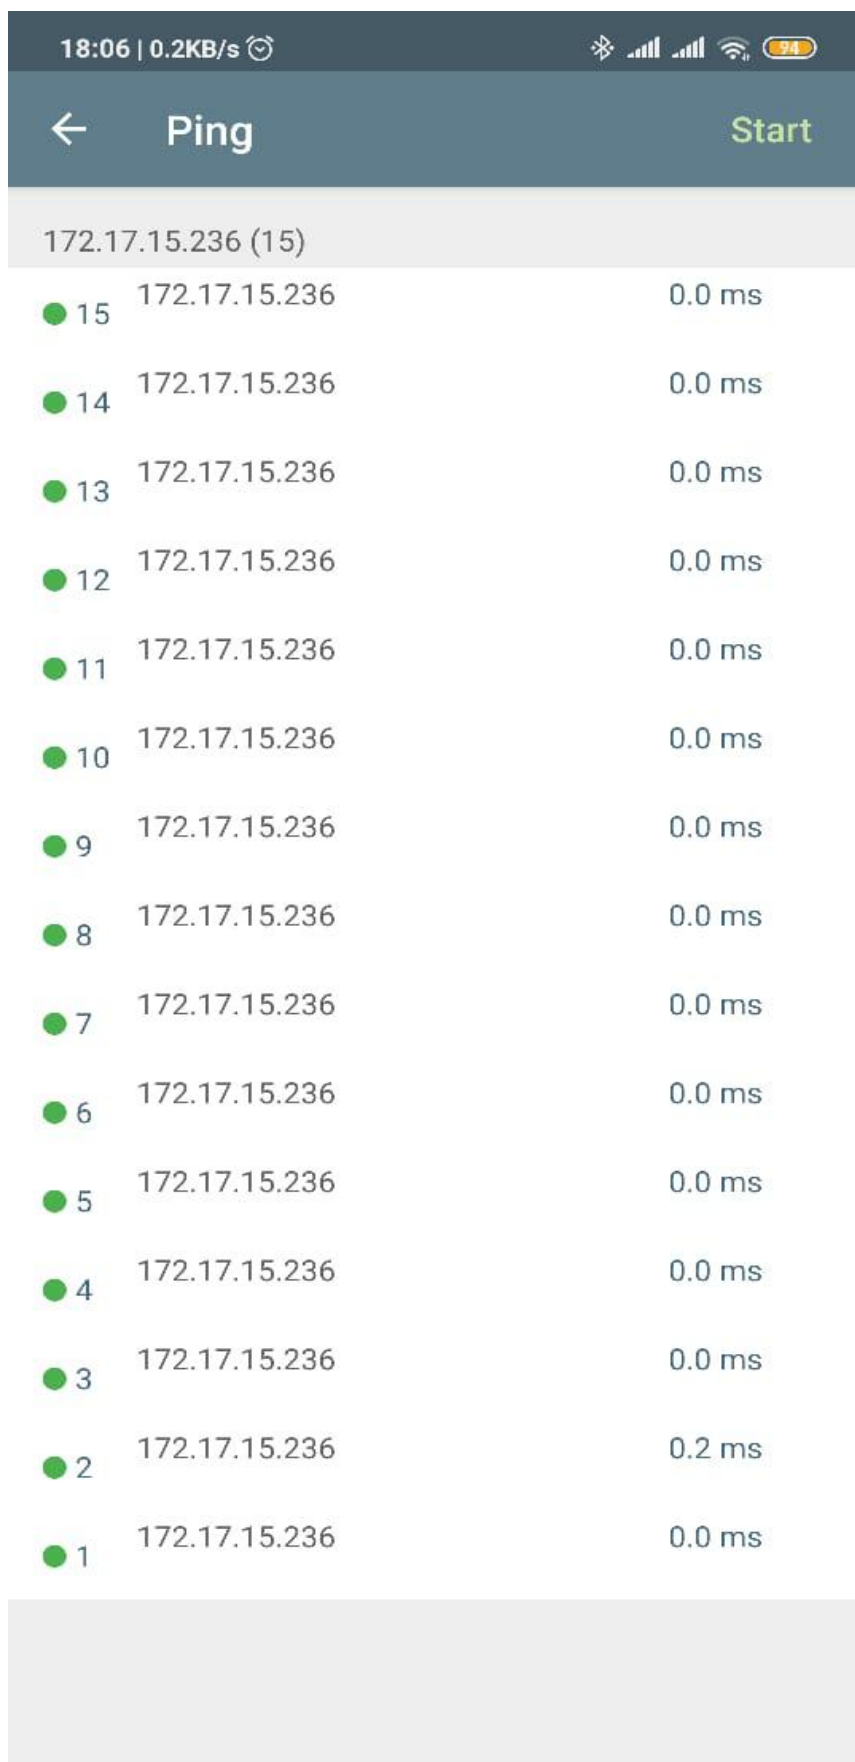 18:06 | 0.2KB/s 94
Ping Start
172.17.15.236 (15)
15 172.17.15.236 0.0 ms
14 172.17.15.236 0.0 ms
13 172.17.15.236 0.0 ms
12 172.17.15.236 0.0 ms
11 172.17.15.236 0.0 ms
10 172.17.15.236 0.0 ms
9 172.17.15.236 0.0 ms
8 172.17.15.236 0.0 ms
7 172.17.15.236 0.0 ms
6 172.17.15.236 0.0 ms
5 172.17.15.236 0.0 ms
4 172.17.15.236 0.0 ms
3 172.17.15.236 0.0 ms
2 172.17.15.236 0.2 ms
1 172.17.15.236 0.0 ms